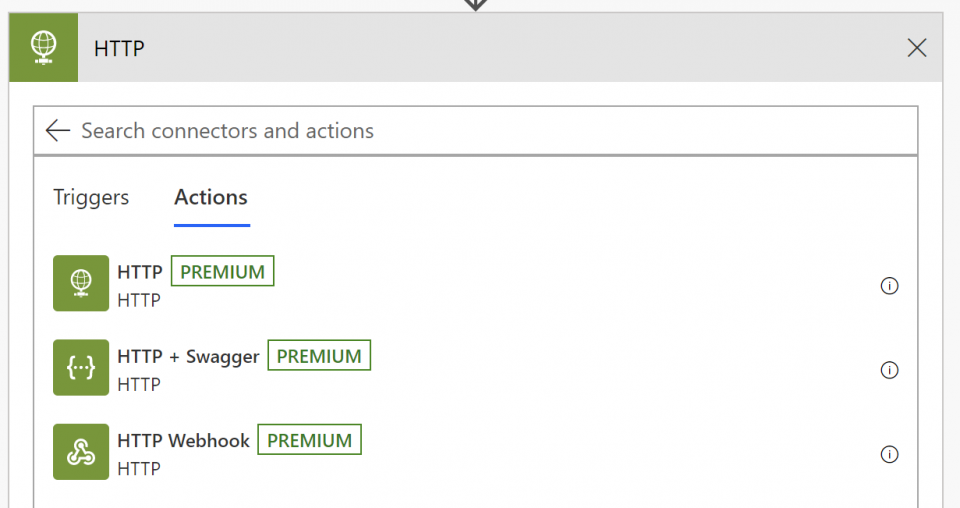 HTTP
Search connectors and actions
Triggers Actions
HTTP PREMIUM
HTTP
HTTP + Swagger PREMIUM
HTTP
HTTP Webhook PREMIUM
HTTP